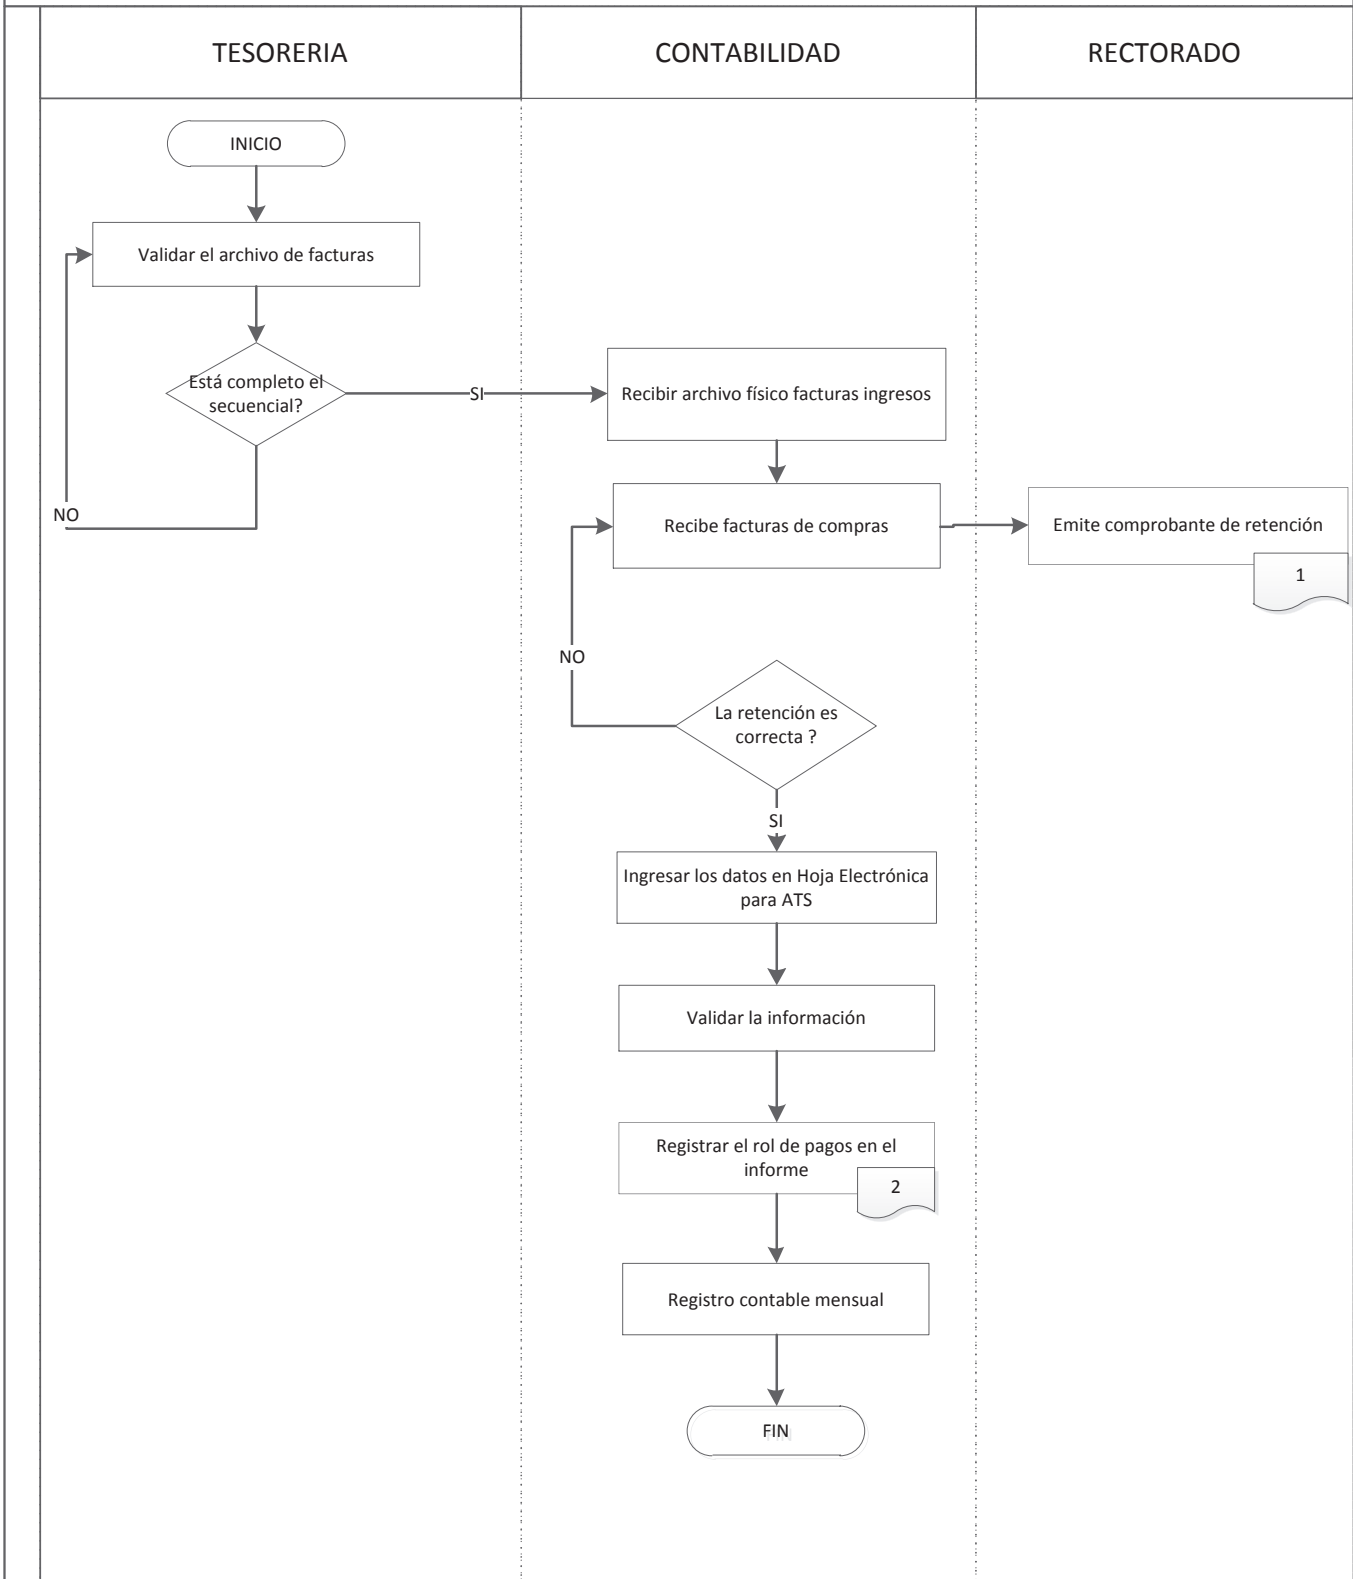 TESORERIA
CONTABILIDAD
RECTORADO
INICIO
Validar el archivo de facturas
Está completo el
secuencial?
SI
NO
Recibir archivo físico facturas ingresos
Recibe facturas de compras
Emite comprobante de retención
1
NO
La retención es
correcta ?
SI
Ingresar los datos en Hoja Electrónica
para ATS
Validar la información
Registrar el rol de pagos en el
informe
2
Registro contable mensual
FIN